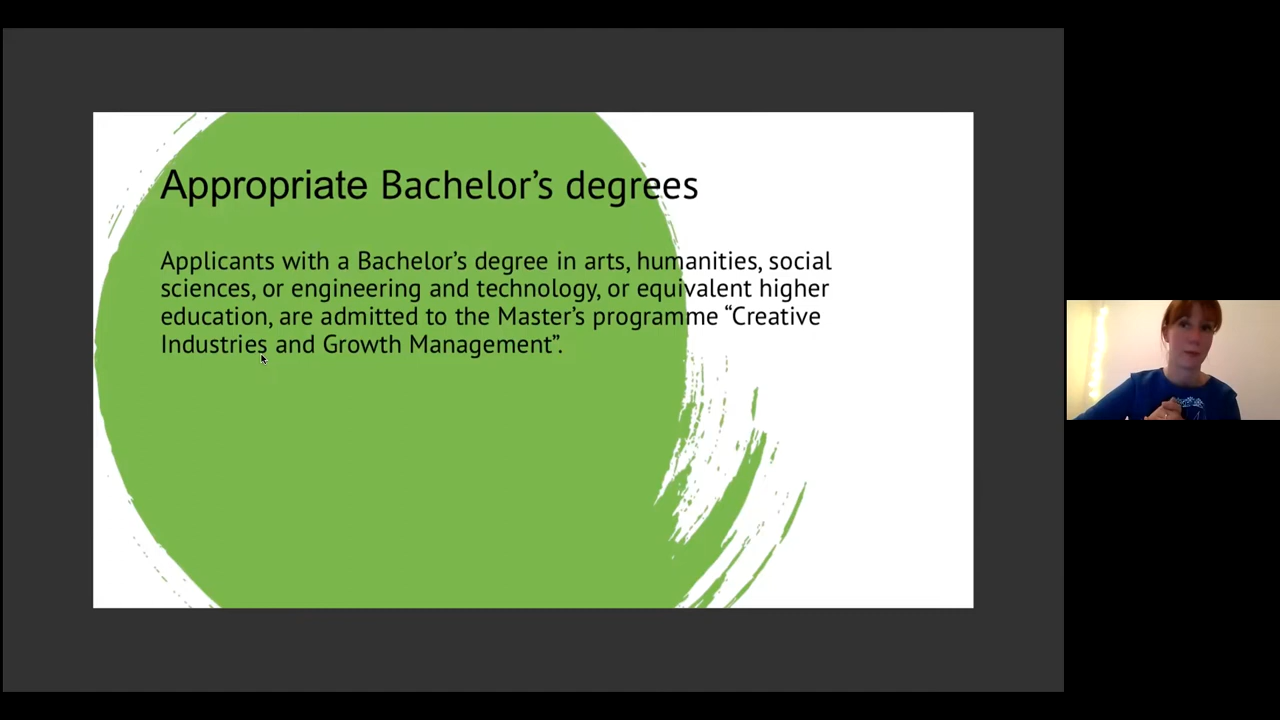 Appropriate Bachelor’s degrees
Applicants with a Bachelor’s degree in arts, humanities, social
sciences, or engineering and technology, or equivalent higher
education, are admitted to the Master’s programme “Creative
Industries and Growth Management”.